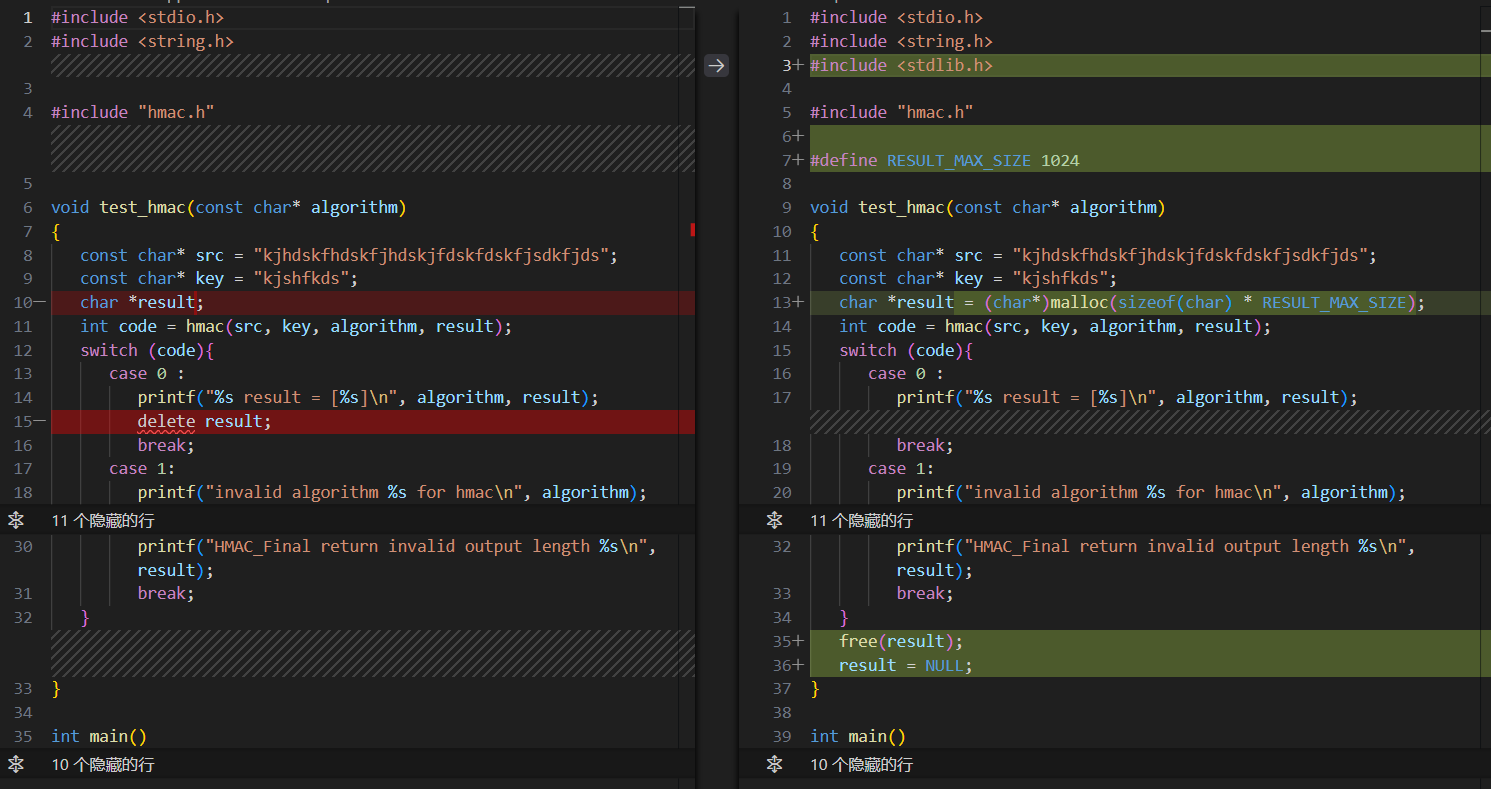 1 #include <stdio.h>
2 #include <string.h>
3
4 #include "hmac.h"
5
6 void test_hmac(const char* algorithm)
7 {
8 const char* src = "kjhdskfhdskfjhdskjfdskfdskfjsdkfjds";
9 const char* key = "kjshfkds";
10— char *result;
11 int code = hmac(src, key, algorithm, result);
12 switch (code){
13 case 0 :
14 printf("%s result = [%s]\n", algorithm, result);
15— delete result;
16 break;
17 case 1:
18 printf("invalid algorithm %s for hmac\n", algorithm);
11 个隐藏的行
30 printf("HMAC_Final return invalid output length %s\n",
result);
31 break;
32 }
33 }
34
35 int main()
10 个隐藏的行
1 #include <stdio.h>
2 #include <string.h>
3+ #include <stdlib.h>
4
5 #include "hmac.h"
6+
7+ #define RESULT_MAX_SIZE 1024
8
9 void test_hmac(const char* algorithm)
10 {
11 const char* src = "kjhdskfhdskfjhdskjfdskfdskfjsdkfjds";
12 const char* key = "kjshfkds";
13+ char *result = (char*)malloc(sizeof(char) * RESULT_MAX_SIZE);
14 int code = hmac(src, key, algorithm, result);
15 switch (code){
16 case 0 :
17 printf("%s result = [%s]\n", algorithm, result);
18 break;
19 case 1:
20 printf("invalid algorithm %s for hmac\n", algorithm);
11 个隐藏的行
32 printf("HMAC_Final return invalid output length %s\n",
result);
33 break;
34 }
35+ free(result);
36+ result = NULL;
37 }
38
39 int main()
10 个隐藏的行